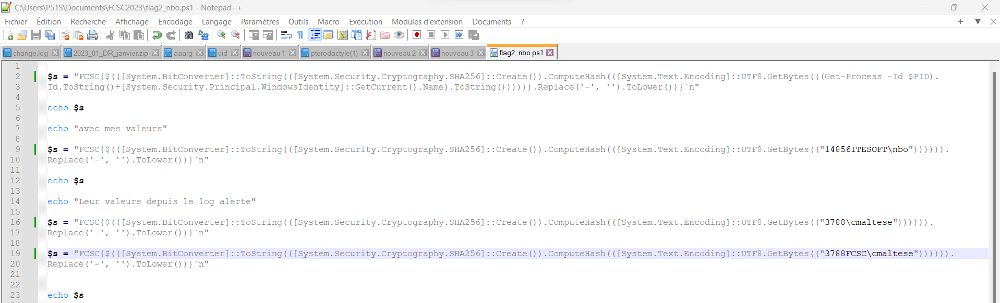 C:\Users\P51S\Documents\FCSC2023\flag2_nbo.ps1 - Notepad++
Fichier Édition Recherche Affichage Encodage Langage Paramètres Outils Macro Exécution Modules d'extension Documents ?
change.log 2023_01_DR_janvier.zip aaarg uid nouveau 1 pterodactyle(1) nouveau 2 nouveau 3 flag2_nbo.ps1
1
2 $s = "FCSC{$(([System.BitConverter]::ToString(([System.Security.Cryptography.SHA256]::Create()).ComputeHash(([System.Text.Encoding]::UTF8.GetBytes(((Get-Process -Id $PID).
3 Id.ToString()+[System.Security.Principal.WindowsIdentity]::GetCurrent().Name).ToString()))))).Replace('-', '').ToLower())}`n"
4
5 echo $s
6
7 echo "avec mes valeurs"
8
9 $s = "FCSC{$(([System.BitConverter]::ToString(([System.Security.Cryptography.SHA256]::Create()).ComputeHash(([System.Text.Encoding]::UTF8.GetBytes(("14856ITESOFT\nbo")))))).
10 Replace('-', '').ToLower())}`n"
11
12 echo $s
13
14 echo "Leur valeurs depuis le log alerte"
15
16 $s = "FCSC{$(([System.BitConverter]::ToString(([System.Security.Cryptography.SHA256]::Create()).ComputeHash(([System.Text.Encoding]::UTF8.GetBytes(("3788\cmaltese")))))).
17 Replace('-', '').ToLower())}`n"
18
19 $s = "FCSC{$(([System.BitConverter]::ToString(([System.Security.Cryptography.SHA256]::Create()).ComputeHash(([System.Text.Encoding]::UTF8.GetBytes(("3788FCSC\cmaltese")))))).
20 Replace('-', '').ToLower())}`n"
21
22
23 echo $s